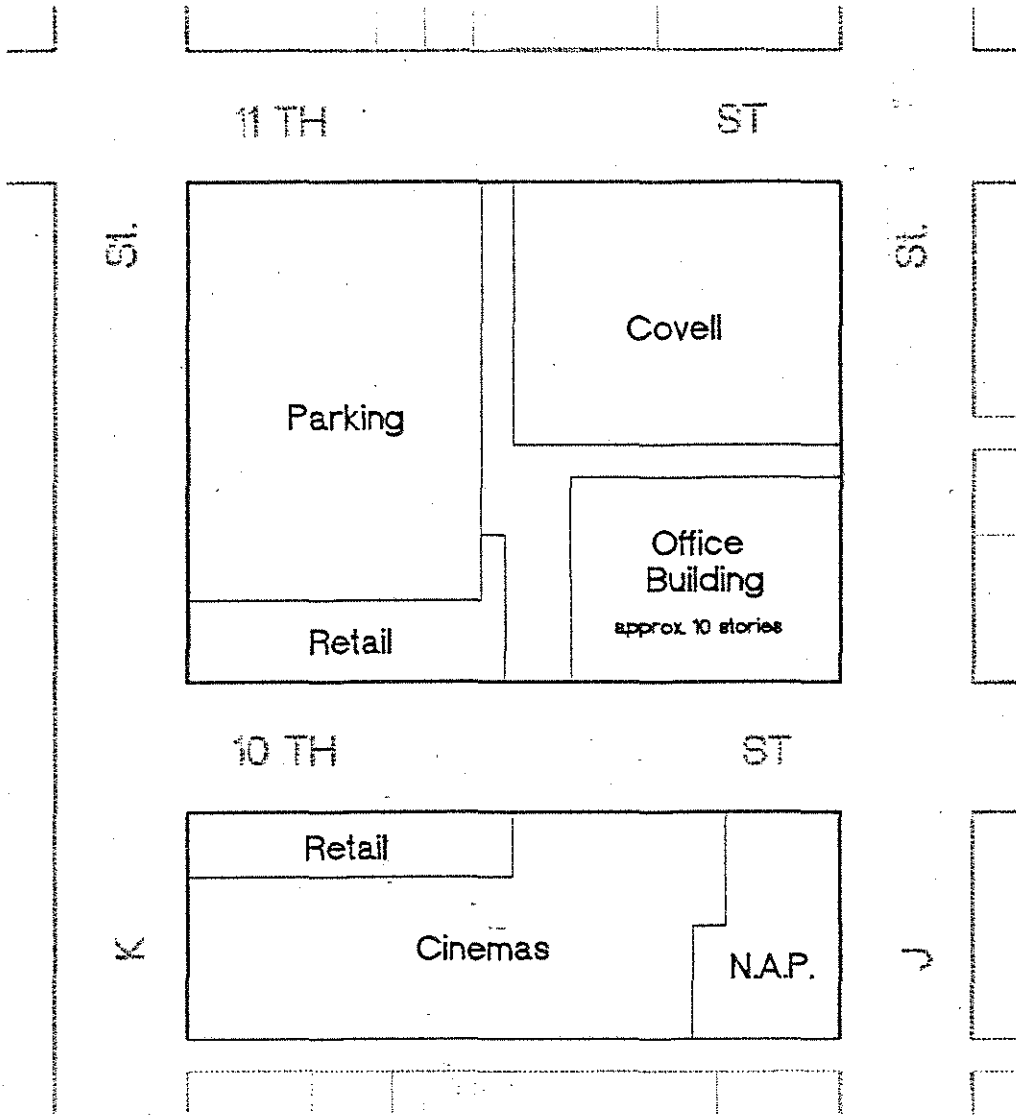 11 TH ST
St.
St.
Covell
Parking
Office
Building
approx. 10 stories
Retail
10 TH ST
Retail
Cinemas
K
J
N.A.P.